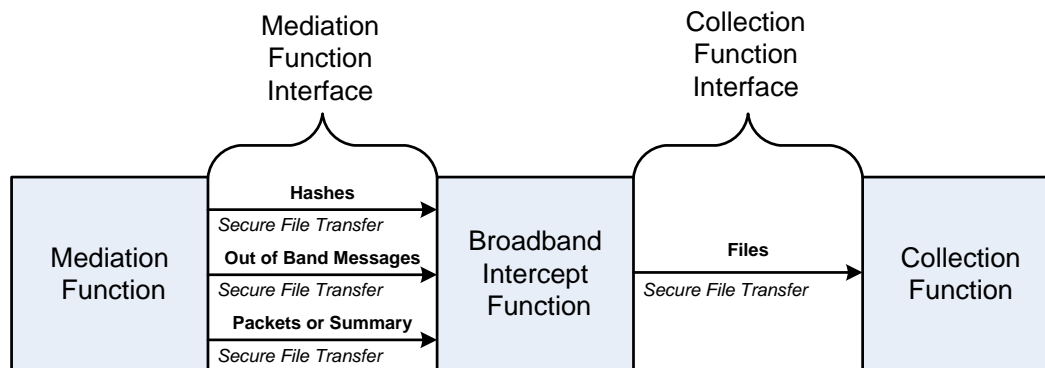 Mediation
Function
Interface
Collection
Function
Interface
Mediation
Function
Hashes
Secure File Transfer
Out of Band Messages
Secure File Transfer
Packets or Summary
Secure File Transfer
Broadband
Intercept
Function
Files
Secure File Transfer
Collection
Function